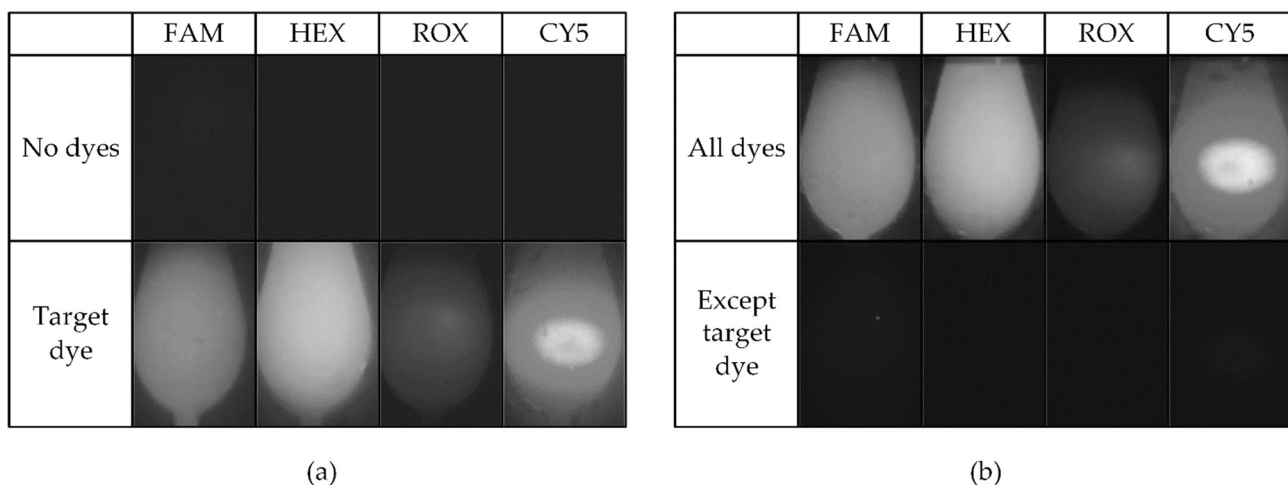 FAM HEX ROX CY5
No dyes
Target
dye
(a)
FAM HEX ROX CY5
All dyes
Except
target
dye
(b)